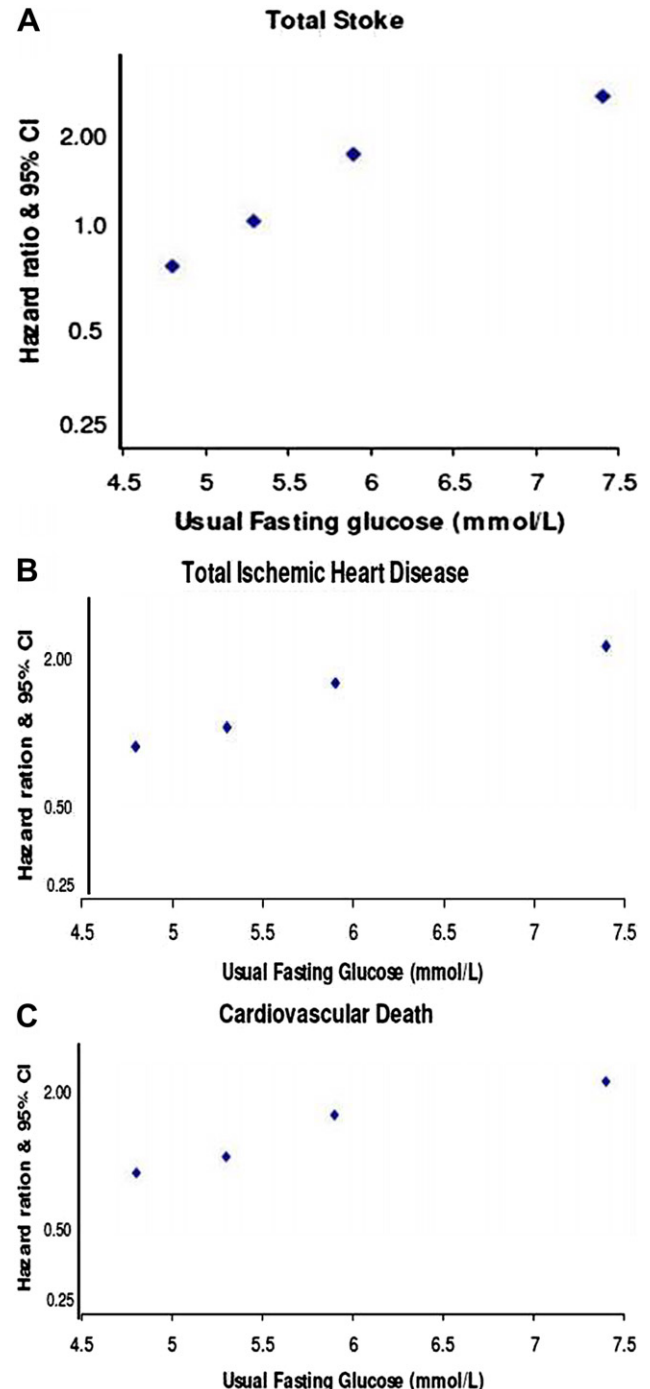 A
Total Stoke
Hazard ratio & 95% CI
2.00
1.0
0.5
0.25
4.5 5 5.5 6 6.5 7 7.5
Usual Fasting glucose (mmol/L)
B
Total Ischemic Heart Disease
Hazard ration & 95% CI
2.00
0.50
0.25
4.5 5 5.5 6 6.5 7 7.5
Usual Fasting Glucose (mmol/L)
C
Cardiovascular Death
Hazard ration & 95% CI
2.00
0.50
0.25
4.5 5 5.5 6 6.5 7 7.5
Usual Fasting Glucose (mmol/L)